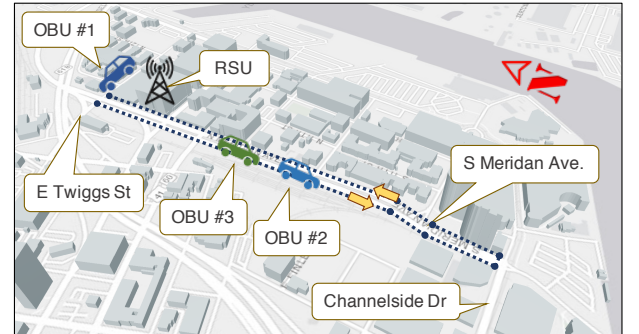 OBU #1
RSU
S Meridan Ave.
E Twiggs St
OBU #3
OBU #2
Channelside Dr